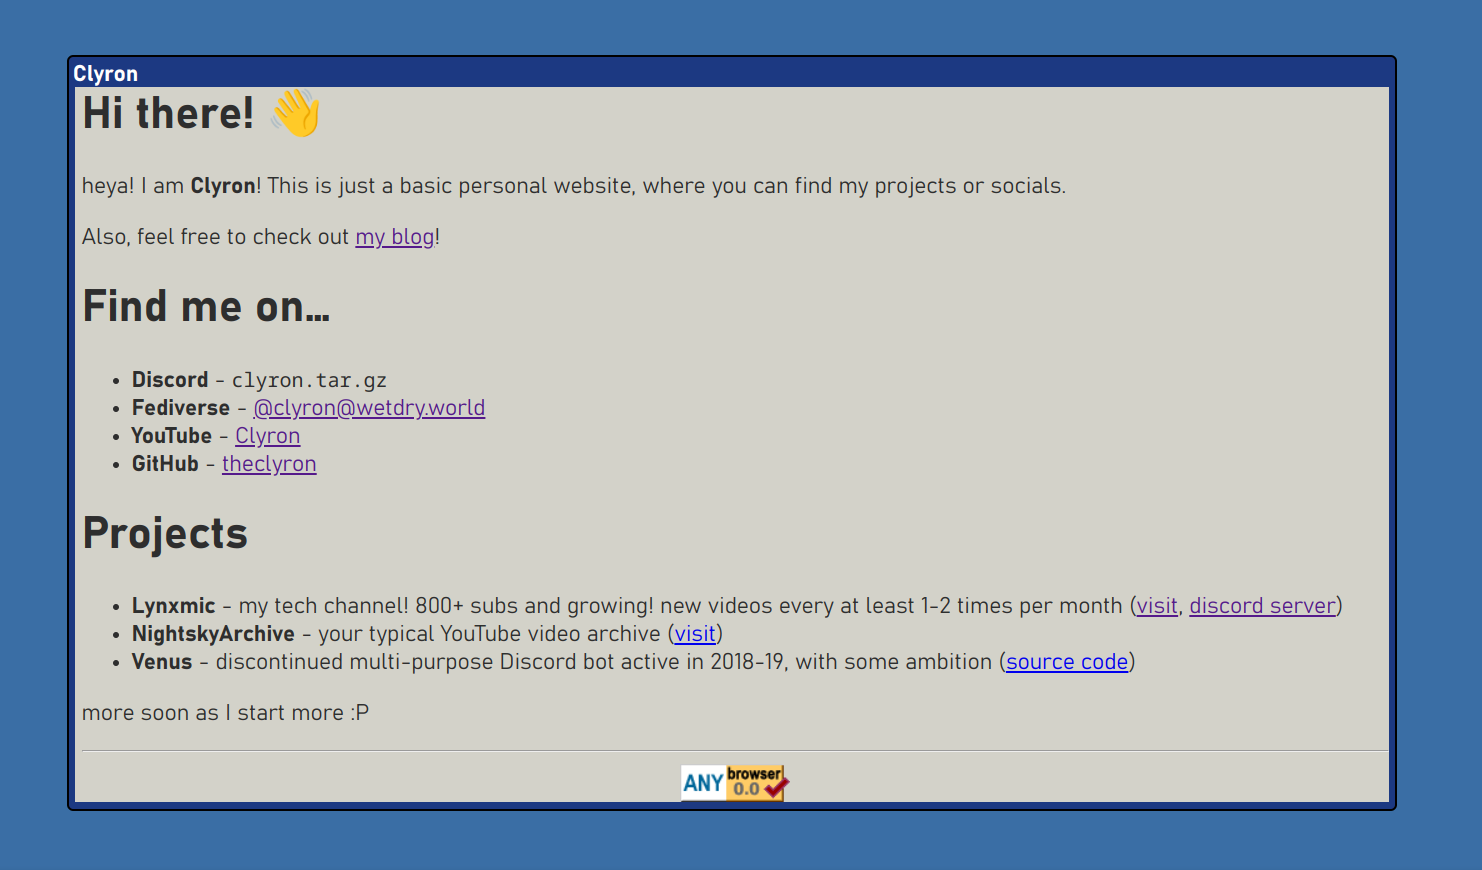 Clyron
Hi there! 👋
heya! I am Clyron! This is just a basic personal website, where you can find my projects or socials.
Also, feel free to check out my blog!
Find me on...
• Discord - clyron.tar.gz
• Fediverse - @clyron@wetdry.world
• YouTube - Clyron
• GitHub - theclyron
Projects
• Lynxmic - my tech channel! 800+ subs and growing! new videos every at least 1-2 times per month (visit, discord server)
• NightskyArchive - your typical YouTube video archive (visit)
• Venus - discontinued multi-purpose Discord bot active in 2018-19, with some ambition (source code)
more soon as I start more :P
ANY browser 0.0